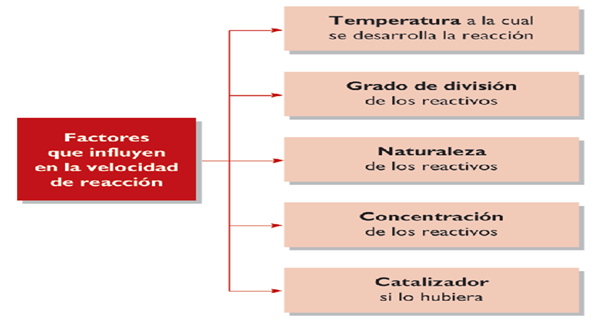 Factores
que influyen
en la velocidad
de reacción
Temperatura a la cual
se desarrolla la reacción
Grado de división
de los reactivos
Naturaleza
de los reactivos
Concentración
de los reactivos
Catalizador
si lo hubiera